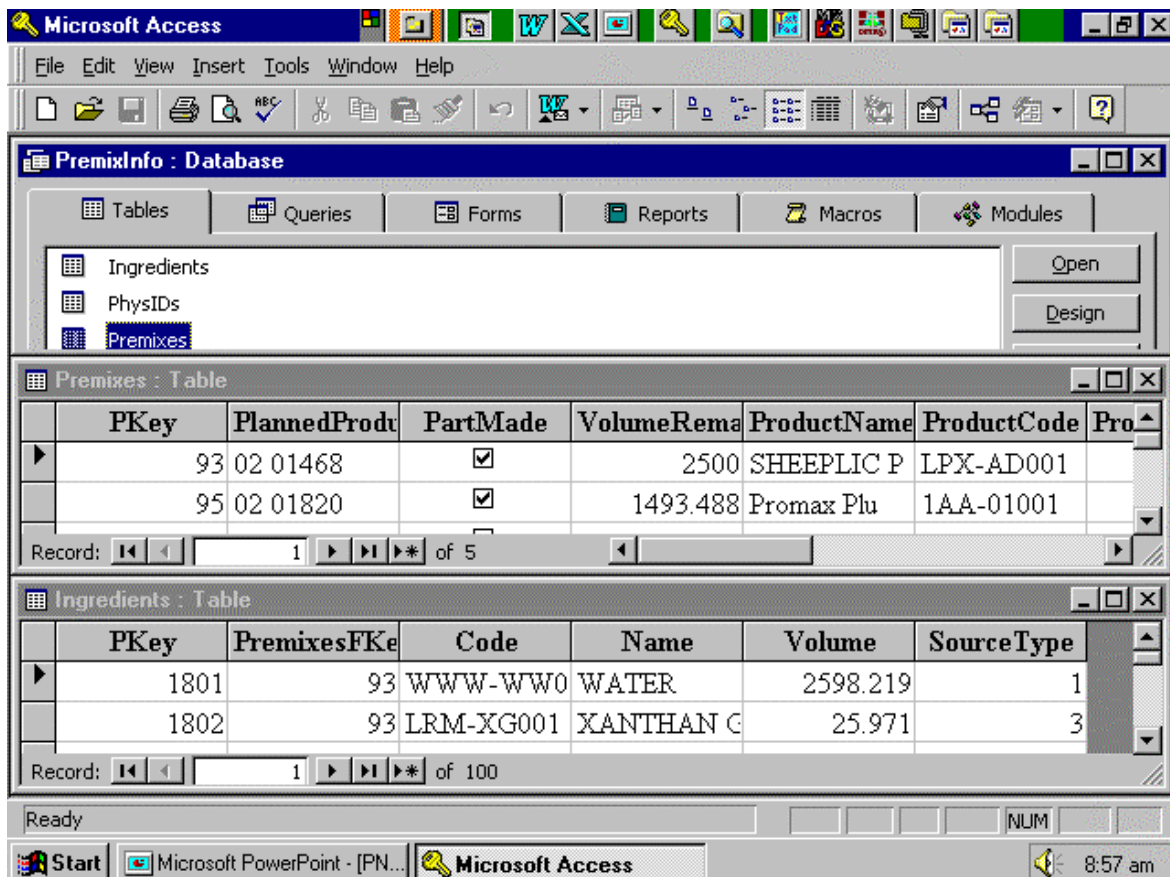 Microsoft Access
File Edit View Insert Tools Window Help
PremixInfo : Database
Tables Queries Forms Reports Macros Modules
Ingredients Open
PhysIDs Design
Premixes
Premixes : Table
PKey PlannedProdu PartMade VolumeRema ProductName ProductCode Pro
93 02 01468 2500 SHEEPLIC P LPX-AD001
95 02 01820 1493.488 Promax Plu 1AA-01001
Record: 1 of 5
Ingredients : Table
PKey PremixesFKe Code Name Volume SourceType
1801 93 WWW-WW0 WATER 2598.219 1
1802 93 LRM-XG001 XANTHAN G 25.971 3
Record: 1 of 100
Ready NUM
Start Microsoft PowerPoint - [PN... Microsoft Access 8:57 am